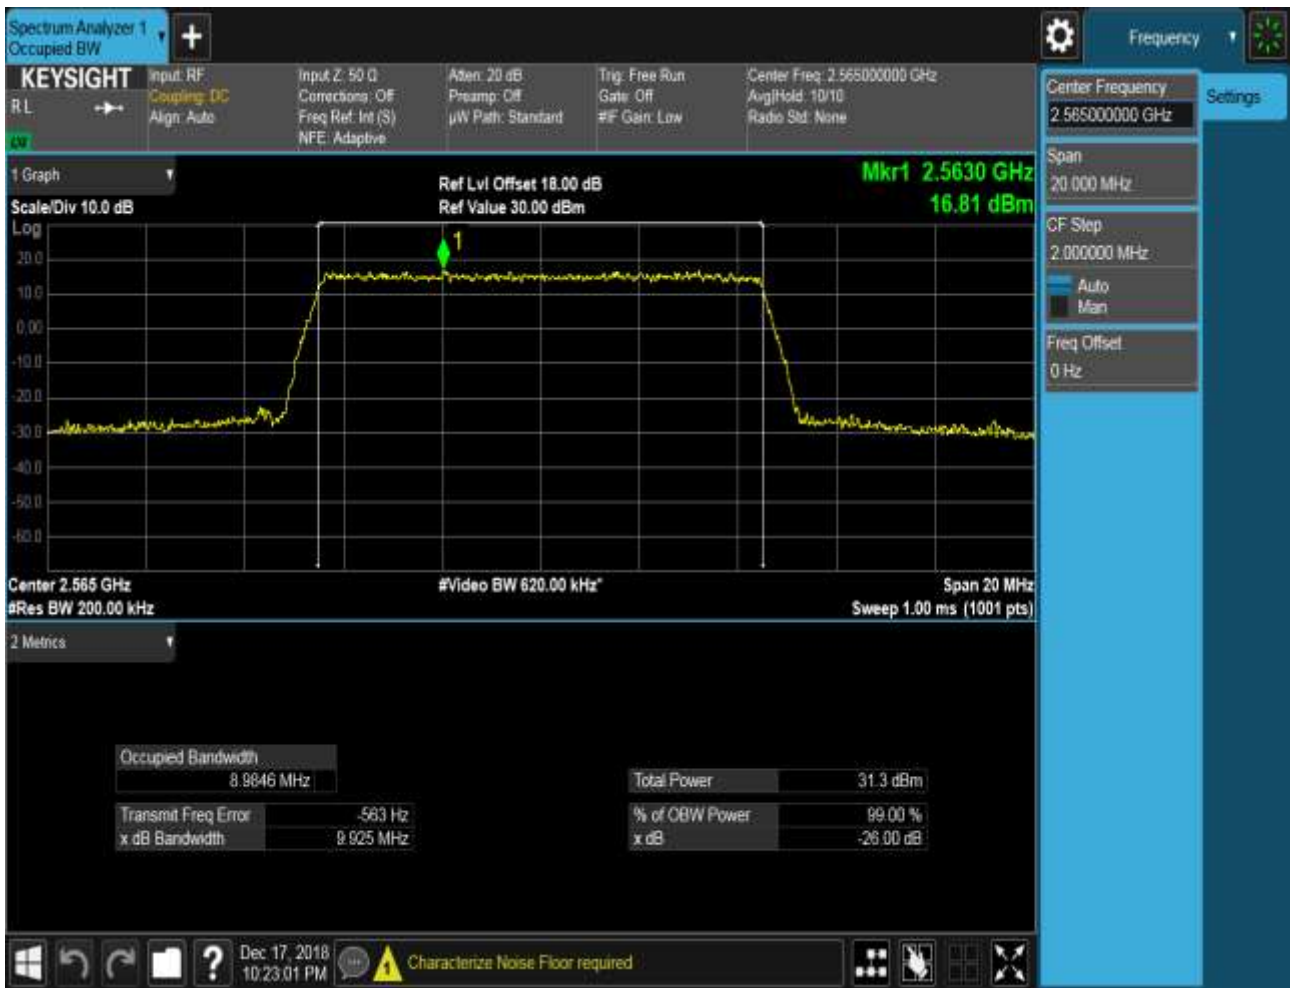 Spectrum Analyzer 1
Occupied BW
Frequency
KEYSIGHT
R L
Input: RF
Coupling: DC
Align: Auto
Input Z: 50 Ω
Corrections: Off
Freq Ref: Int (S)
NFE: Adaptive
Atten: 20 dB
Preamp: Off
µW Path: Standard
Trig: Free Run
Gate: Off
#IF Gain: Low
Center Freq: 2.565000000 GHz
Avg|Hold: 10/10
Radio Std: None
Center Frequency
2.565000000 GHz
Settings
Span
20.000 MHz
CF Step
2.000000 MHz
Auto
Man
Freq Offset
0 Hz
1 Graph
Scale/Div 10.0 dB
Ref Lvl Offset 18.00 dB
Ref Value 30.00 dBm
Mkr1 2.5630 GHz
16.81 dBm
Log
1
20.0
10.0
0.00
-10.0
-20.0
-30.0
-40.0
-50.0
-60.0
Center 2.565 GHz
#Video BW 620.00 kHz*
Span 20 MHz
#Res BW 200.00 kHz
Sweep 1.00 ms (1001 pts)
2 Metrics
Occupied Bandwidth
8.9846 MHz
Total Power 31.3 dBm
Transmit Freq Error -563 Hz
% of OBW Power 99.00 %
x dB Bandwidth 9.925 MHz
x dB -26.00 dB
?
Dec 17, 2018
10:23:01 PM
1
Characterize Noise Floor required